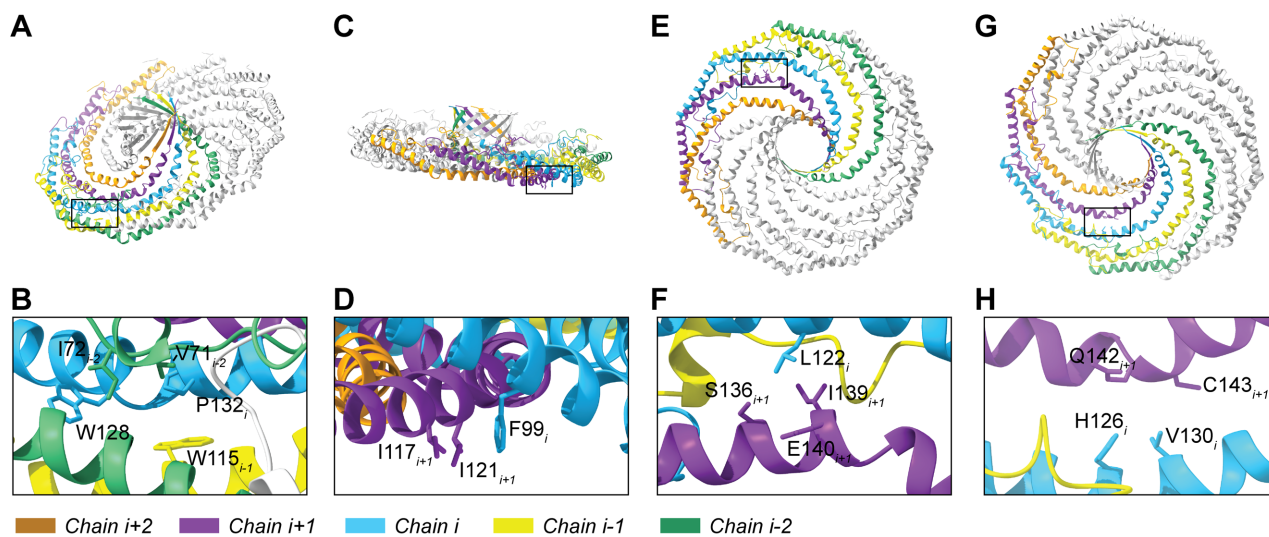 A C E G
B D F H
I72i-2 V71i-2
P132i
W128
W115i-1
F99i
I117i+1
I121i+1
L122i
S136i+1 I139i+1
E140i+1
Q142i+1
C143i+1
H126i
V130i
Chain i+2 Chain i+1 Chain i Chain i-1 Chain i-2